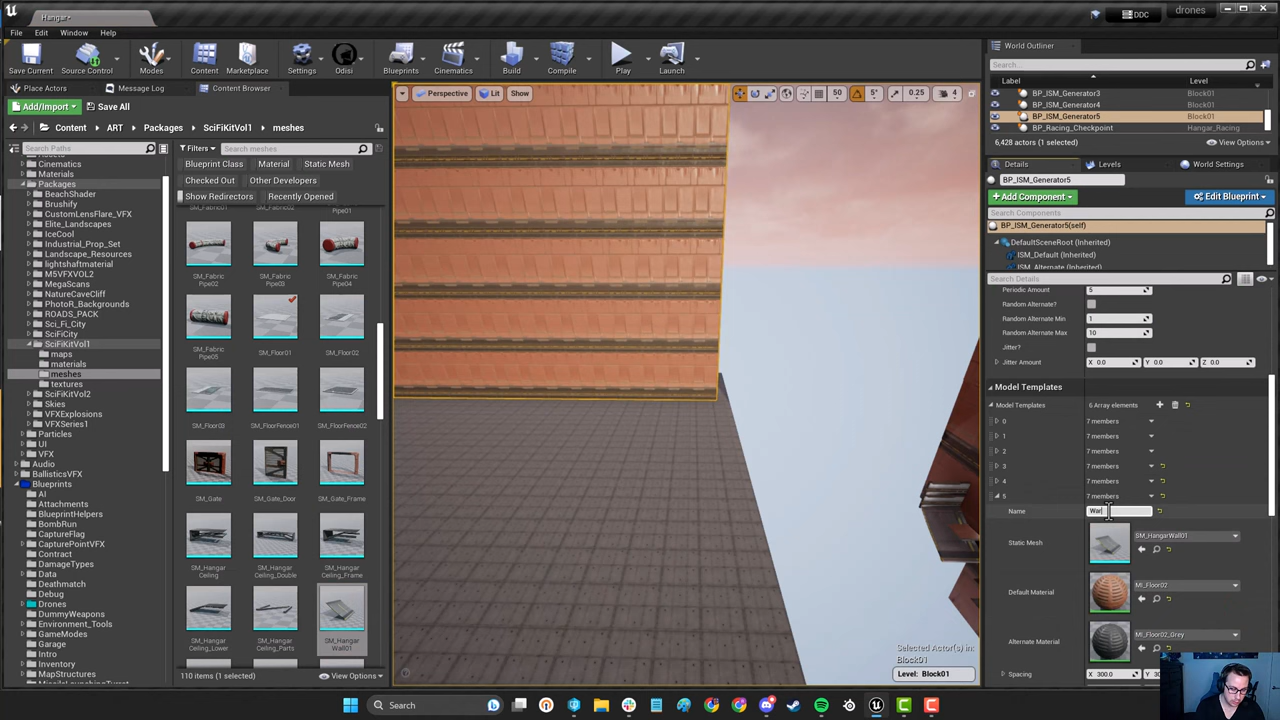 Hangar*
drones
DDC
File Edit Window Help
Save Current
Source Control
Modes
Content
Marketplace
Settings
Odisi
Blueprints
Cinematics
Build
Compile
Play
Launch
Place Actors
Message Log
Content Browser
Add/Import
Save All
Content
ART
Packages
SciFiKitVol1
meshes
Search Paths
Cinematics
Materials
Packages
BeachShader
Brushify
CustomLensFlare_VFX
Elite_Landscapes
IceCool
Industrial_Prop_Set
Landscape_Resources
lightshaftmaterial
M5VFXVOL2
MegaScans
NatureCaveCliff
PhotoR_Backgrounds
ROADS_PACK
Sci_Fi_City
SciFiCity
SciFiKitVol1
maps
materials
meshes
textures
SciFiKitVol2
Skies
VFXExplosions
VFXSeries1
Particles
UI
VFX
Audio
BallisticsVFX
Blueprints
AI
Attachments
BlueprintHelpers
BombRun
CaptureFlag
CapturePointVFX
Contract
DamageTypes
Data
Deathmatch
Debug
Drones
DummyWeapons
Environment_Tools
GameModes
Garage
Intro
Inventory
MapStructures
Filters
Search meshes
Blueprint Class
Material
Static Mesh
Checked Out
Other Developers
Show Redirectors
Recently Opened
Pipe01
SM_Fabric
Pipe02
SM_Fabric
Pipe03
SM_Fabric
Pipe04
SM_Fabric
Pipe05
SM_Floor01
SM_Floor02
SM_Floor03
SM_FloorFence01
SM_FloorFence02
SM_Gate
SM_Gate_Door
SM_Gate_Frame
SM_Hangar
Ceiling
SM_Hangar
Ceiling_Double
SM_Hangar
Ceiling_Frame
SM_Hangar
Ceiling_Lower
SM_Hangar
Ceiling_Parts
SM_Hangar
Wall01
110 items (1 selected)
View Options
Perspective
Lit
Show
50
5°
0.25
4
Selected Actor(s) in:
Block01
Level: Block01
World Outliner
Search...
Label
Level
BP_ISM_Generator3 Block01
BP_ISM_Generator4 Block01
BP_ISM_Generator5 Block01
BP_Racing_Checkpoint Hangar_Racing
6,428 actors (1 selected)
View Options
Details
Levels
World Settings
BP_ISM_Generator5
Add Component
Edit Blueprint
Search Components
BP_ISM_Generator5(self)
DefaultSceneRoot (Inherited)
ISM_Default (Inherited)
ISM_Alternate (Inherited)
Search Details
Periodic Amount 5
Random Alternate?
Random Alternate Min 1
Random Alternate Max 10
Jitter?
Jitter Amount X 0.0 Y 0.0 Z 0.0
Model Templates
Model Templates 6 Array elements
0 7 members
1 7 members
2 7 members
3 7 members
4 7 members
5 7 members
Name War
Static Mesh SM_HangarWall01
Default Material MI_Floor02
Alternate Material MI_Floor02_Grey
Spacing X 300.0
Search